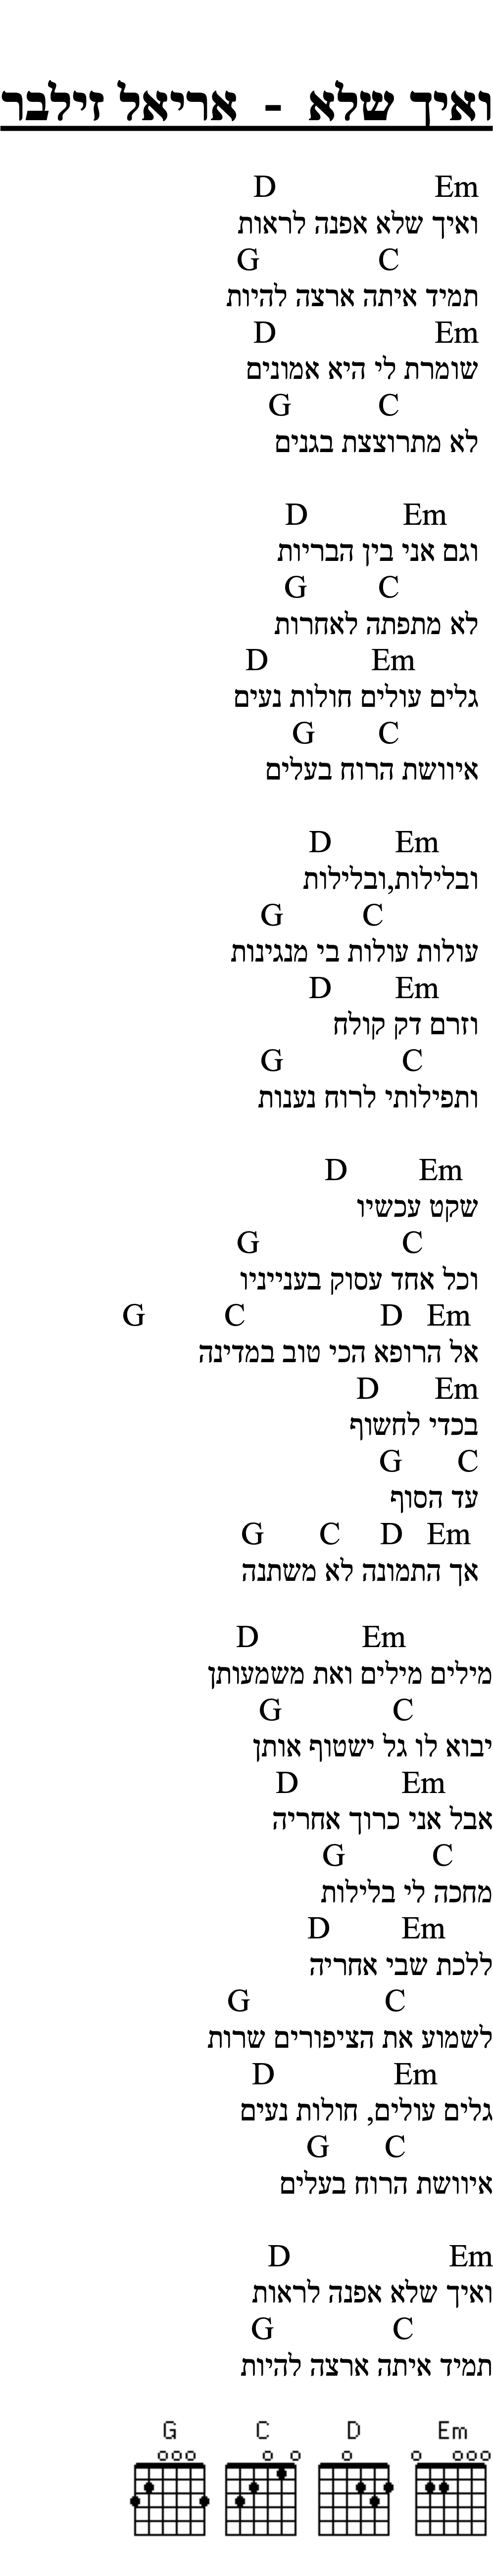 ואיך שלא - אריאל זילבר
D Em
ואיך שלא אפנה לראות
G C
תמיד איתה ארצה להיות
D Em
שומרת לי היא אמונים
G C
לא מתרוצצת בגנים
D Em
וגם אני בין הבריות
G C
לא מתפתה לאחרות
D Em
גלים עולים חולות נעים
G C
איוושת הרוח בעלים
D Em
ובלילות,ובלילות
G C
עולות עולות בי מנגינות
D Em
וזרם דק קולח
G C
ותפילותי לרוח נענות
D Em
שקט עכשיו
G C
וכל אחד עסוק בענייניו
G C D Em
אל הרופא הכי טוב במדינה
D Em
בכדי לחשוף
G C
עד הסוף
G C D Em
אך התמונה לא משתנה
D Em
מילים מילים ואת משמעותן
G C
יבוא לו גל ישטוף אותן
D Em
אבל אני כרוך אחריה
G C
מחכה לי בלילות
D Em
ללכת שבי אחריה
G C
לשמוע את הציפורים שרות
D Em
גלים עולים, חולות נעים
G C
איוושת הרוח בעלים
D Em
ואיך שלא אפנה לראות
G C
תמיד איתה ארצה להיות
G C D Em